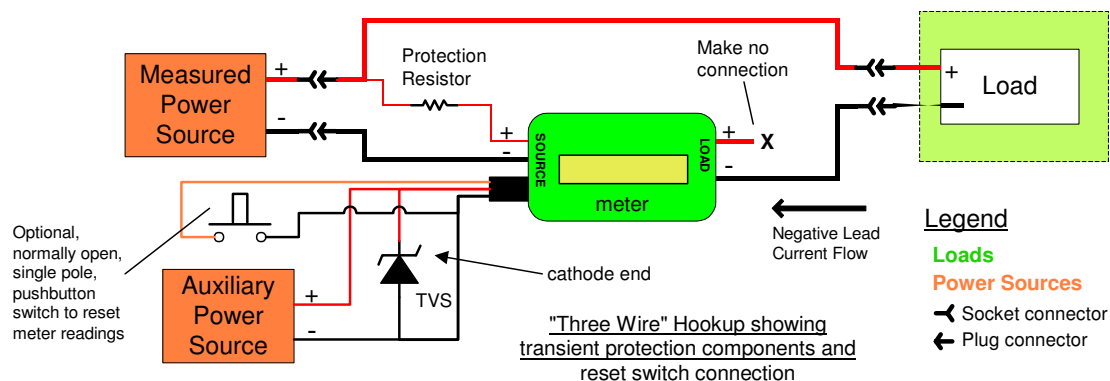 Measured
Power
Source
+
-
Protection
Resistor
Make no
connection
+
Load
+
-
SOURCE
LOAD
+
-
X
meter
Optional,
normally open,
single pole,
pushbutton
switch to reset
meter readings
Auxiliary
Power
Source
+
-
TVS
cathode end
Negative Lead
Current Flow
"Three Wire" Hookup showing
transient protection components and
reset switch connection
Legend
Loads
Power Sources
Socket connector
Plug connector